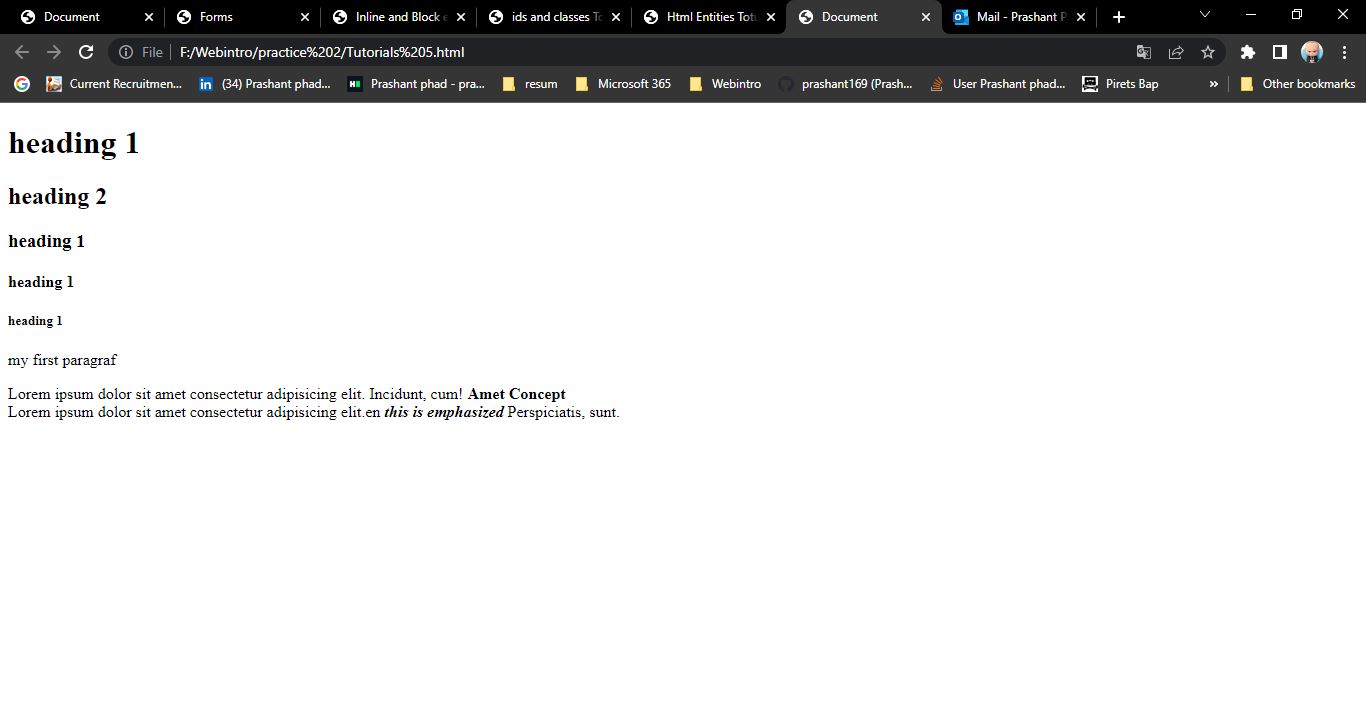 Document Forms Inline and Block e ids and classes To Html Entities Totu Document Mail - Prashant P
File F:/Webintro/practice%202/Tutorials%205.html
Current Recruitmen... (34) Prashant phad... Prashant phad - pra... resum Microsoft 365 Webintro prashant169 (Prash... User Prashant phad... Pirets Bap » Other bookmarks
heading 1
heading 2
heading 1
heading 1
heading 1
my first paragraf
Lorem ipsum dolor sit amet consectetur adipisicing elit. Incidunt, cum! Amet Concept
Lorem ipsum dolor sit amet consectetur adipisicing elit.en this is emphasized Perspiciatis, sunt.